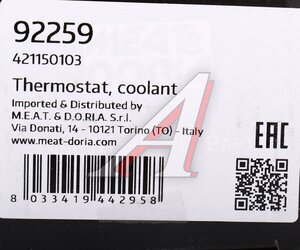 92259
421150103
Thermostat, coolant
Imported & Distributed by
M.E.A.T. & D.O.R.I.A. S.r.l.
Via Donati, 14 - 10121 Torino (TO) - Italy
www.meat-doria.com
EAC
8 033419 442958